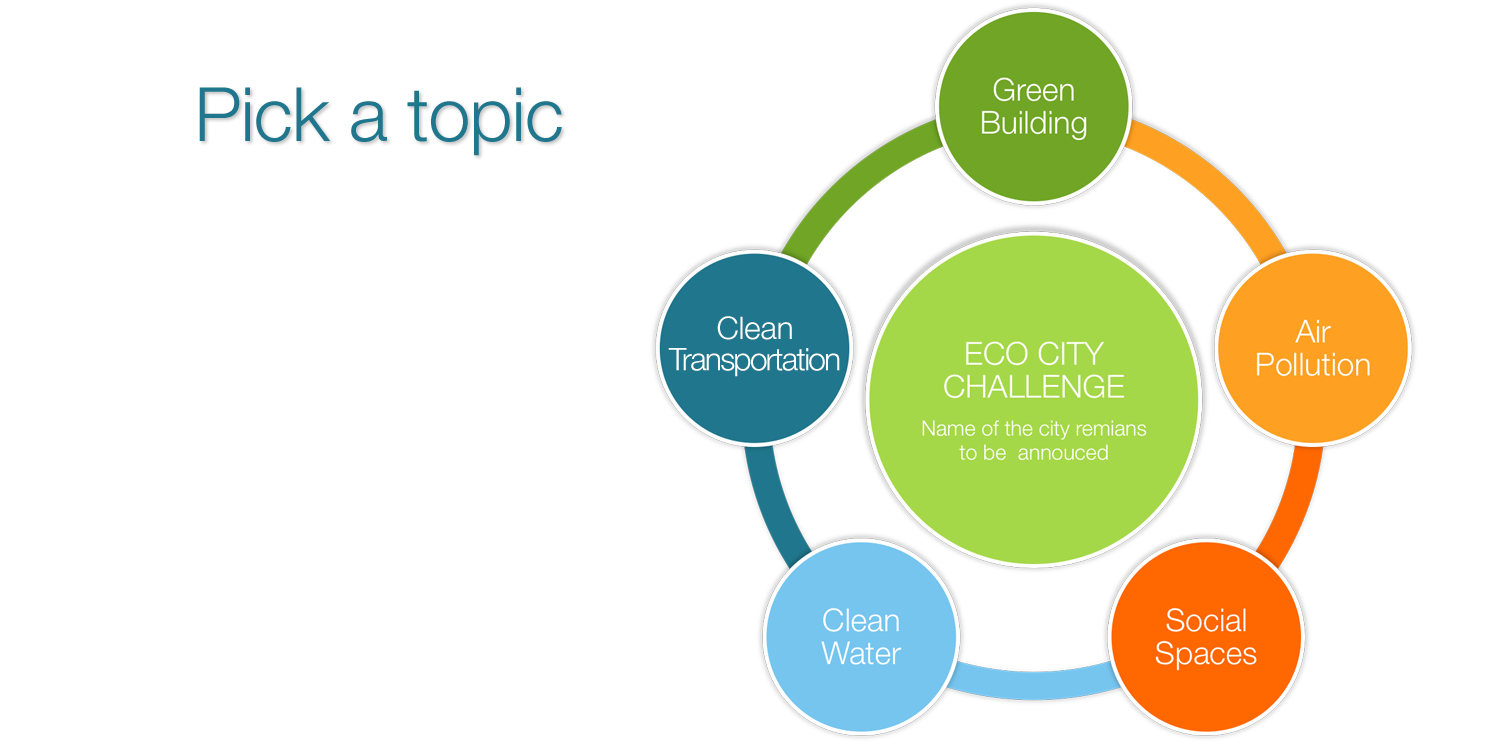 Pick a topic
Green
Building
Clean
Transportation
ECO CITY
CHALLENGE
Name of the city remians
to be  annouced
Air
Pollution
Clean
Water
Social
Spaces